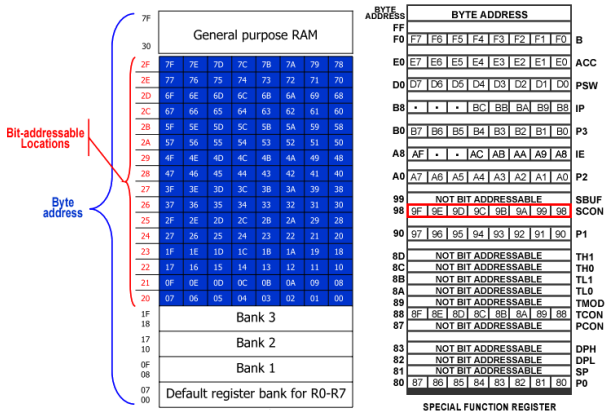 7F
General purpose RAM
30
2F 7F 7E 7D 7C 7B 7A 79 78
2E 77 76 75 74 73 72 71 70
2D 6F 6E 6D 6C 6B 6A 69 68
2C 67 66 65 64 63 62 61 60
2B 5F 5E 5D 5C 5B 5A 59 58
2A 57 56 55 54 53 52 51 50
29 4F 4E 4D 4C 4B 4A 49 48
28 47 46 45 44 43 42 41 40
27 3F 3E 3D 3C 3B 3A 39 38
26 37 36 35 34 33 32 31 30
25 2F 2E 2D 2C 2B 2A 29 28
24 27 26 25 24 23 22 21 20
23 1F 1E 1D 1C 1B 1A 19 18
22 17 16 15 14 13 12 11 10
21 0F 0E 0D 0C 0B 0A 09 08
20 07 06 05 04 03 02 01 00
1F
Bank 3
18
17
Bank 2
10
0F
Bank 1
08
07
Default register bank for R0-R7
00
Bit-addressable
Locations
Byte
address
BYTE
ADDRESS
BYTE ADDRESS
FF
F0 F7 F6 F5 F4 F3 F2 F1 F0 B
E0 E7 E6 E5 E4 E3 E2 E1 E0 ACC
D0 D7 D6 D5 D4 D3 D2 D1 D0 PSW
B8 - - - BC BB BA B9 B8 IP
B0 B7 B6 B5 B4 B3 B2 B1 B0 P3
A8 AF - - AC AB AA A9 A8 IE
A0 A7 A6 A5 A4 A3 A2 A1 A0 P2
99 NOT BIT ADDRESSABLE SBUF
98 9F 9E 9D 9C 9B 9A 99 98 SCON
90 97 96 95 94 93 92 91 90 P1
8D NOT BIT ADDRESSABLE TH1
8C NOT BIT ADDRESSABLE TH0
8B NOT BIT ADDRESSABLE TL1
8A NOT BIT ADDRESSABLE TL0
89 NOT BIT ADDRESSABLE TMOD
88 8F 8E 8D 8C 8B 8A 89 88 TCON
87 NOT BIT ADDRESSABLE PCON
83 NOT BIT ADDRESSABLE DPH
82 NOT BIT ADDRESSABLE DPL
81 NOT BIT ADDRESSABLE SP
80 87 86 85 84 83 82 81 80 P0
SPECIAL FUNCTION REGISTER